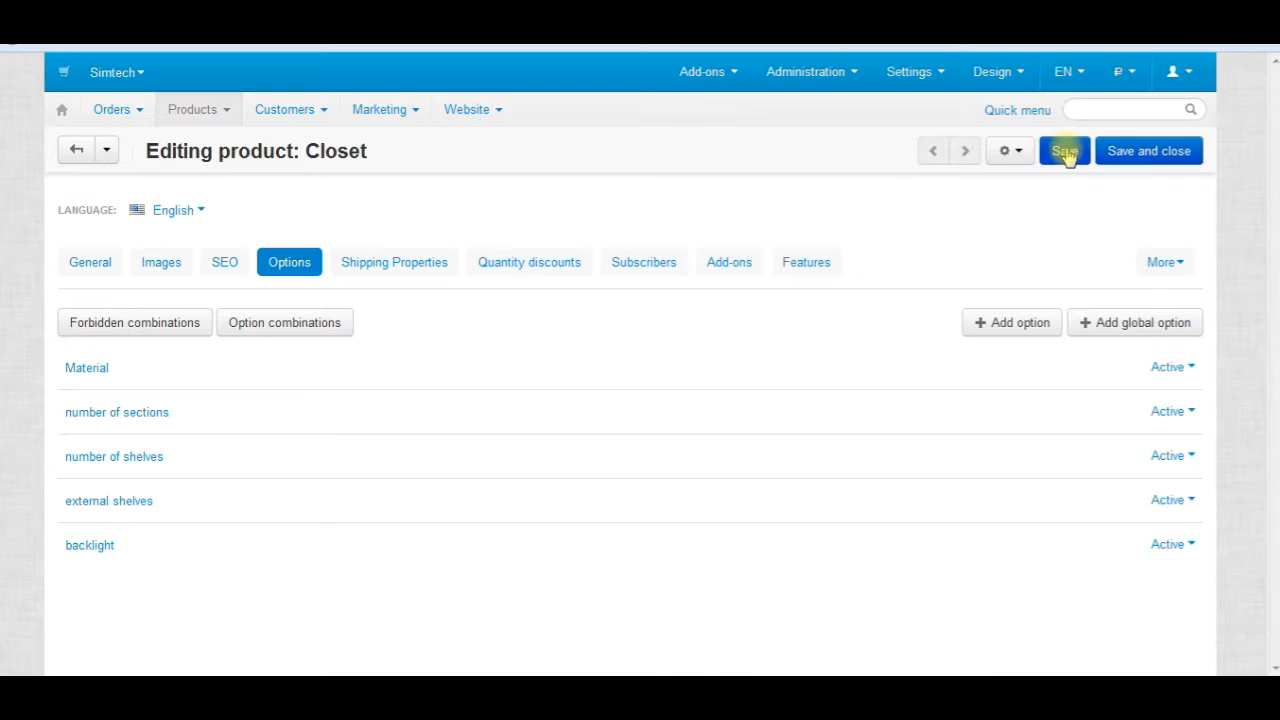 Simtech Add-ons Administration Settings Design EN ₽
Orders Products Customers Marketing Website Quick menu
Editing product: Closet Save Save and close
LANGUAGE: English
General Images SEO Options Shipping Properties Quantity discounts Subscribers Add-ons Features More
Forbidden combinations Option combinations + Add option + Add global option
Material Active
number of sections Active
number of shelves Active
external shelves Active
backlight Active